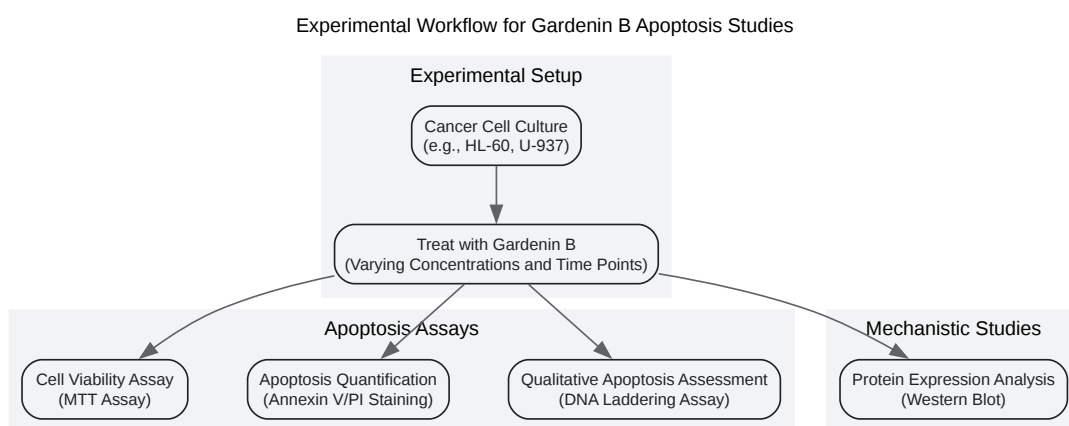 Experimental Workflow for Gardenin B Apoptosis Studies
Experimental Setup
Cancer Cell Culture
(e.g., HL-60, U-937)
Treat with Gardenin B
(Varying Concentrations and Time Points)
Apoptosis Assays
Cell Viability Assay
(MTT Assay)
Apoptosis Quantification
(Annexin V/PI Staining)
Qualitative Apoptosis Assessment
(DNA Laddering Assay)
Mechanistic Studies
Protein Expression Analysis
(Western Blot)